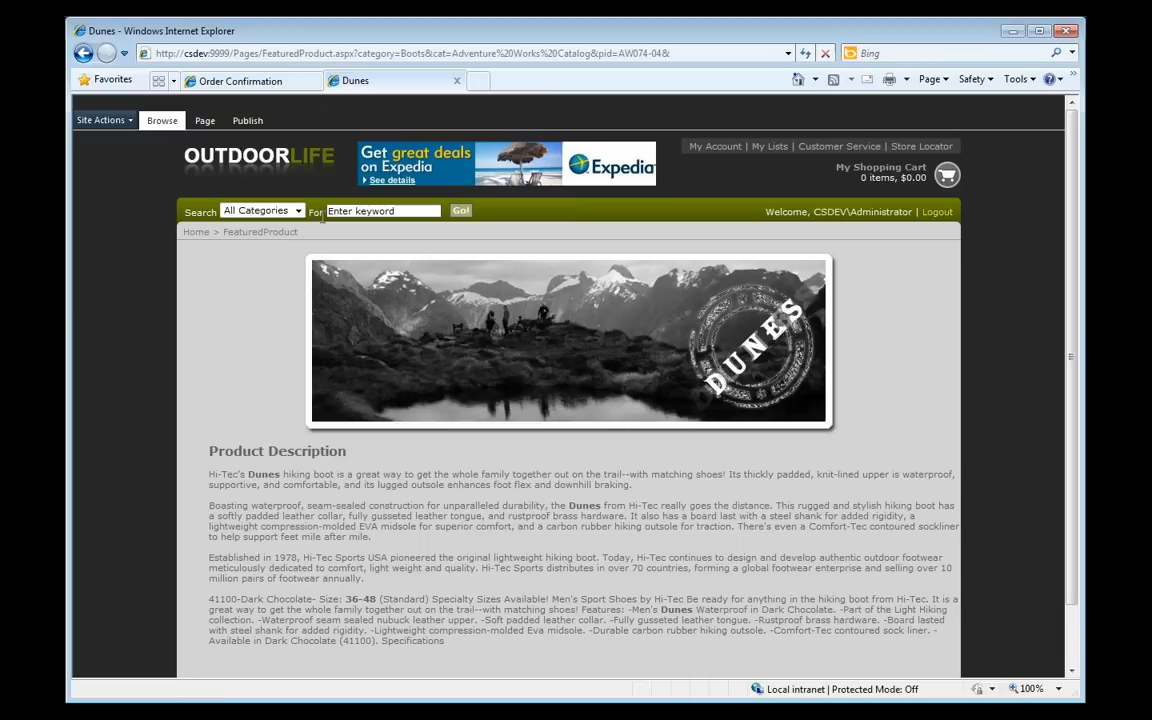 Dunes - Windows Internet Explorer
http://csdev:9999/Pages/FeaturedProduct.aspx?category=Boots&cat=Adventure%20Works%20Catalog&pid=AW074-04&
Bing
Favorites
Order Confirmation
Dunes
Page
Safety
Tools
Site Actions
Browse
Page
Publish
OUTDOORLIFE
Get great deals
on Expedia
See details
Expedia
My Account | My Lists | Customer Service | Store Locator
My Shopping Cart
0 items, $0.00
Search
All Categories
For
Enter keyword
Go!
Welcome, CSDEV\Administrator | Logout
Home > FeaturedProduct
DUNES
Product Description
Hi-Tec's Dunes hiking boot is a great way to get the whole family together out on the trail--with matching shoes! Its thickly padded, knit-lined upper is waterproof,
supportive, and comfortable, and its lugged outsole enhances foot flex and downhill braking.
Boasting waterproof, seam-sealed construction for unparalleled durability, the Dunes from Hi-Tec really goes the distance. This rugged and stylish hiking boot has
a softly padded leather collar, fully gusseted leather tongue, and rustproof brass hardware. It also has a board last with a steel shank for added rigidity, a
lightweight compression-molded EVA midsole for superior comfort, and a carbon rubber hiking outsole for traction. There's even a Comfort-Tec contoured sockliner
to help support feet mile after mile.
Established in 1978, Hi-Tec Sports USA pioneered the original lightweight hiking boot. Today, Hi-Tec continues to design and develop authentic outdoor footwear
meticulously dedicated to comfort, light weight and quality. Hi-Tec Sports distributes in over 70 countries, forming a global footwear enterprise and selling over 10
million pairs of footwear annually.
41100-Dark Chocolate- Size: 36-48 (Standard) Specialty Sizes Available! Men's Sport Shoes by Hi-Tec Be ready for anything in the hiking boot from Hi-Tec. It is a
great way to get the whole family together out on the trail--with matching shoes! Features: -Men's Dunes Waterproof in Dark Chocolate. -Part of the Light Hiking
collection. -Waterproof seam sealed nubuck leather upper. -Soft padded leather collar. -Fully gusseted leather tongue. -Rustproof brass hardware. -Board lasted
with steel shank for added rigidity. -Lightweight compression-molded Eva midsole. -Durable carbon rubber hiking outsole. -Comfort-Tec contoured sock liner. -
Available in Dark Chocolate (41100). Specifications
Local intranet | Protected Mode: Off
100%